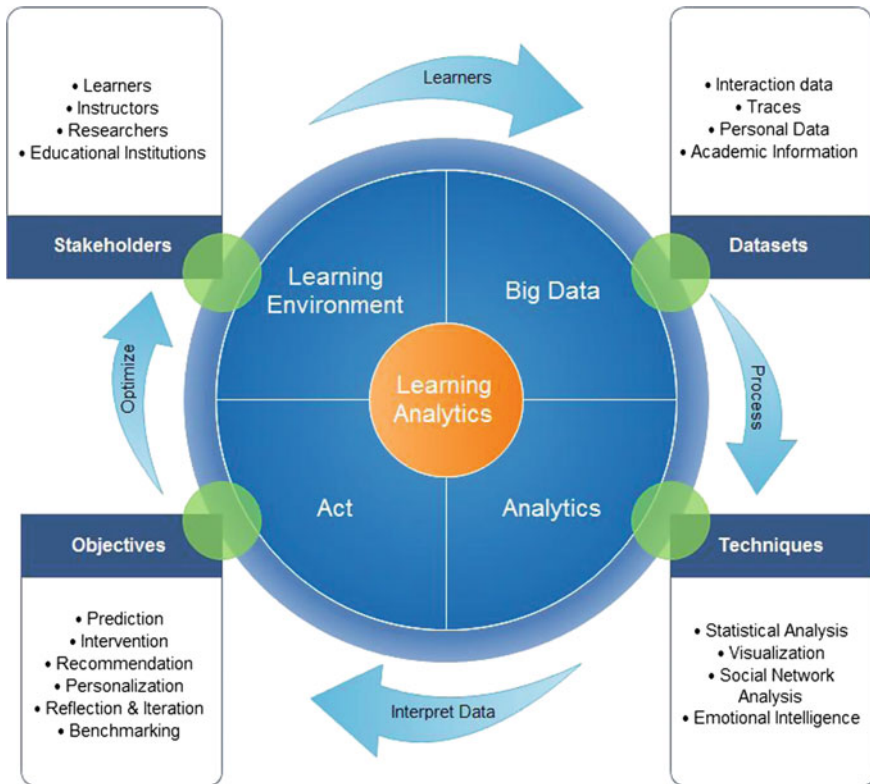 • Learners
• Instructors
• Researchers
• Educational Institutions
Stakeholders
Learners
• Interaction data
• Traces
• Personal Data
• Academic Information
Datasets
Learning
Environment
Big Data
Learning
Analytics
Optimize
Process
Act
Analytics
Objectives
• Prediction
• Intervention
• Recommendation
• Personalization
• Reflection & Iteration
• Benchmarking
Interpret Data
Techniques
• Statistical Analysis
• Visualization
• Social Network
Analysis
• Emotional Intelligence